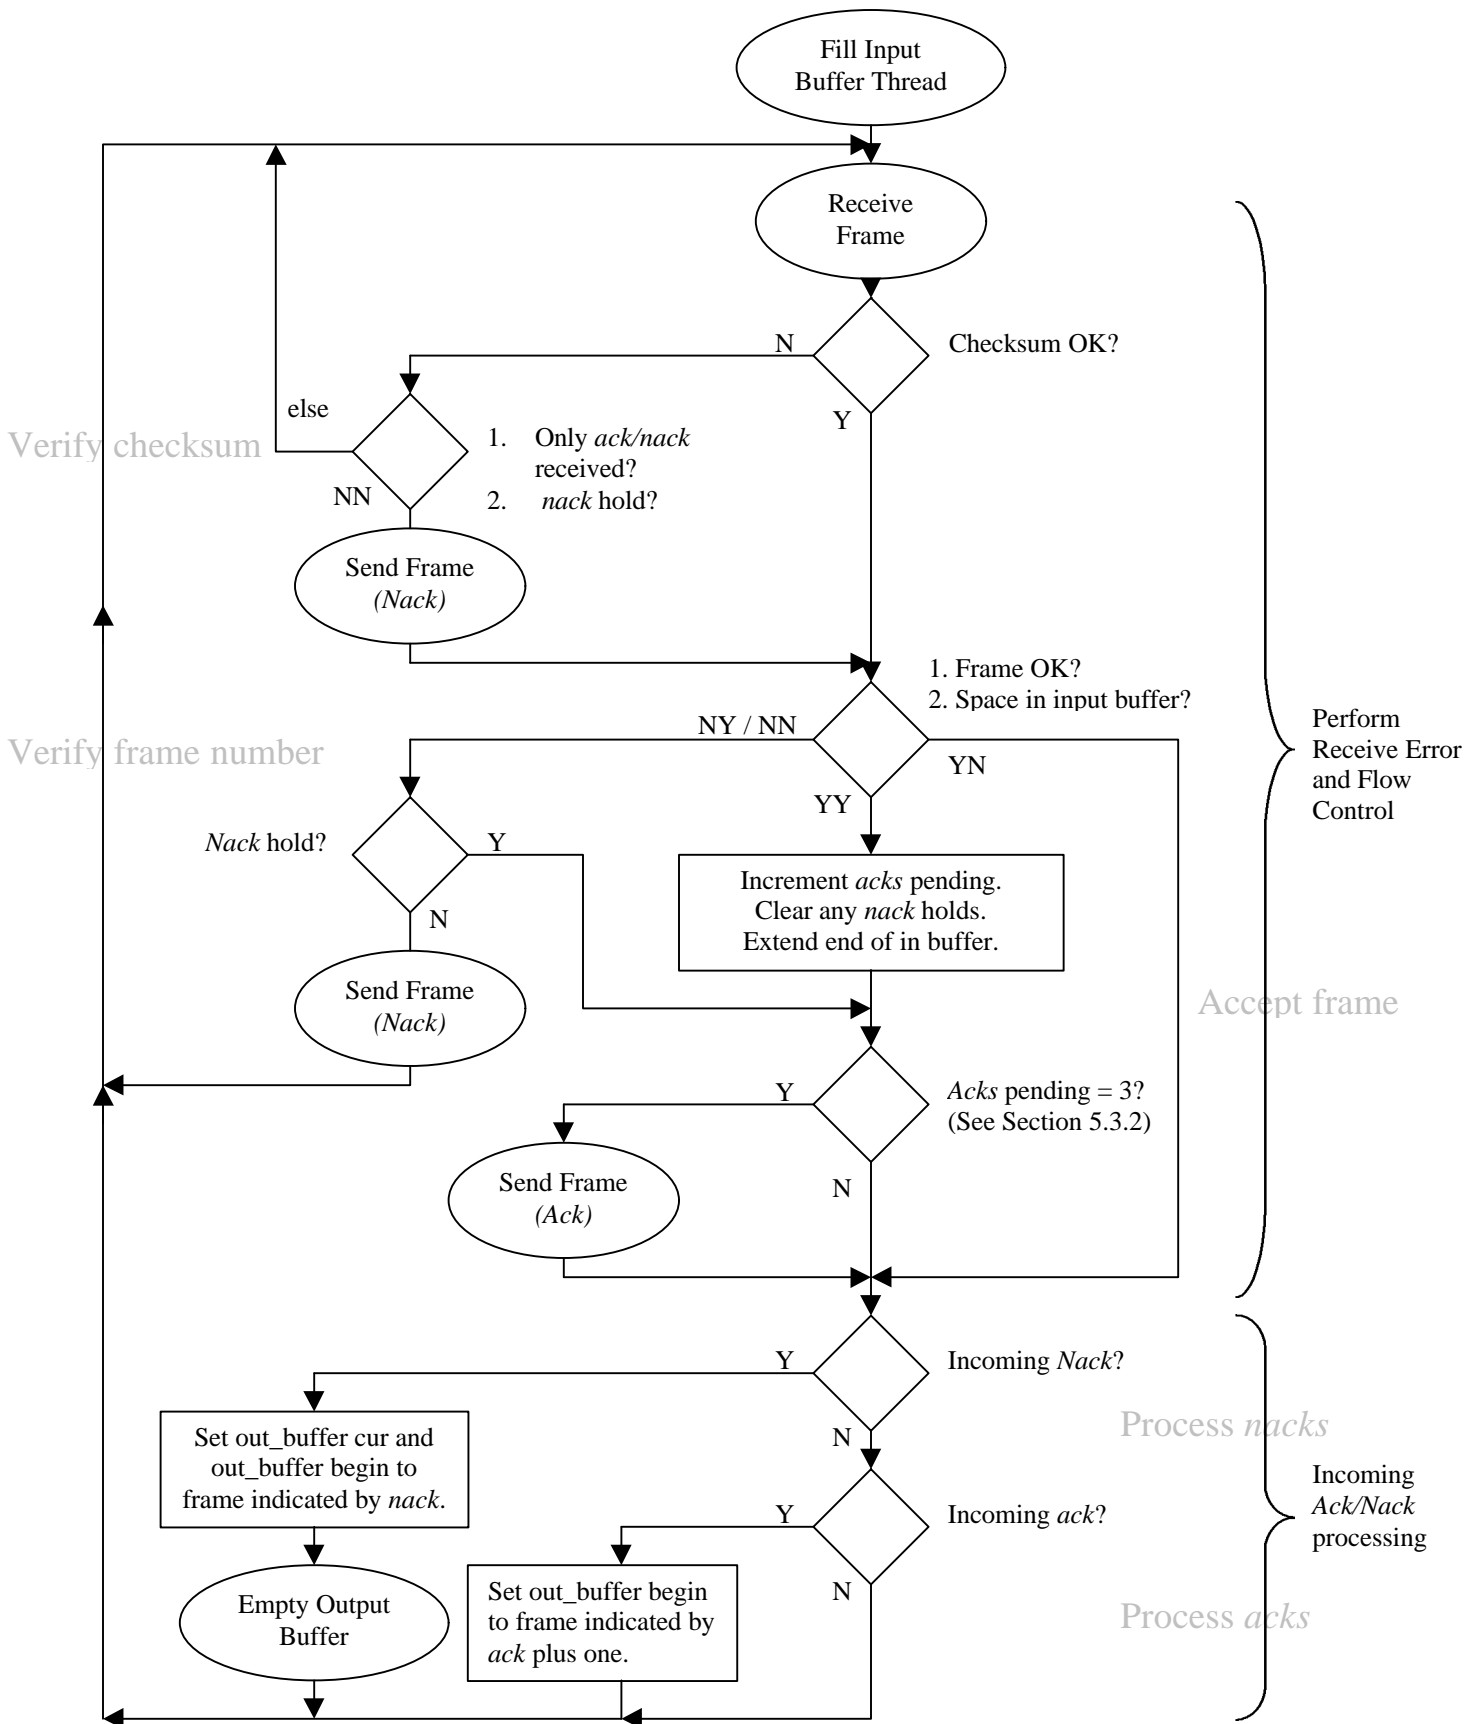 Fill Input
Buffer Thread
Receive
Frame
N
Checksum OK?
Y
else
Verify checksum
1. Only ack/nack
received?
2. nack hold?
NN
Send Frame
(Nack)
1. Frame OK?
2. Space in input buffer?
NY / NN
YN
YY
Verify frame number
Perform
Receive Error
and Flow
Control
Nack hold?
Y
N
Increment acks pending.
Clear any nack holds.
Extend end of in buffer.
Send Frame
(Nack)
Accept frame
Y
Acks pending = 3?
(See Section 5.3.2)
N
Send Frame
(Ack)
Y
Incoming Nack?
N
Process nacks
Set out_buffer cur and
out_buffer begin to
frame indicated by nack.
Y
Incoming ack?
N
Incoming
Ack/Nack
processing
Empty Output
Buffer
Set out_buffer begin
to frame indicated by
ack plus one.
Process acks